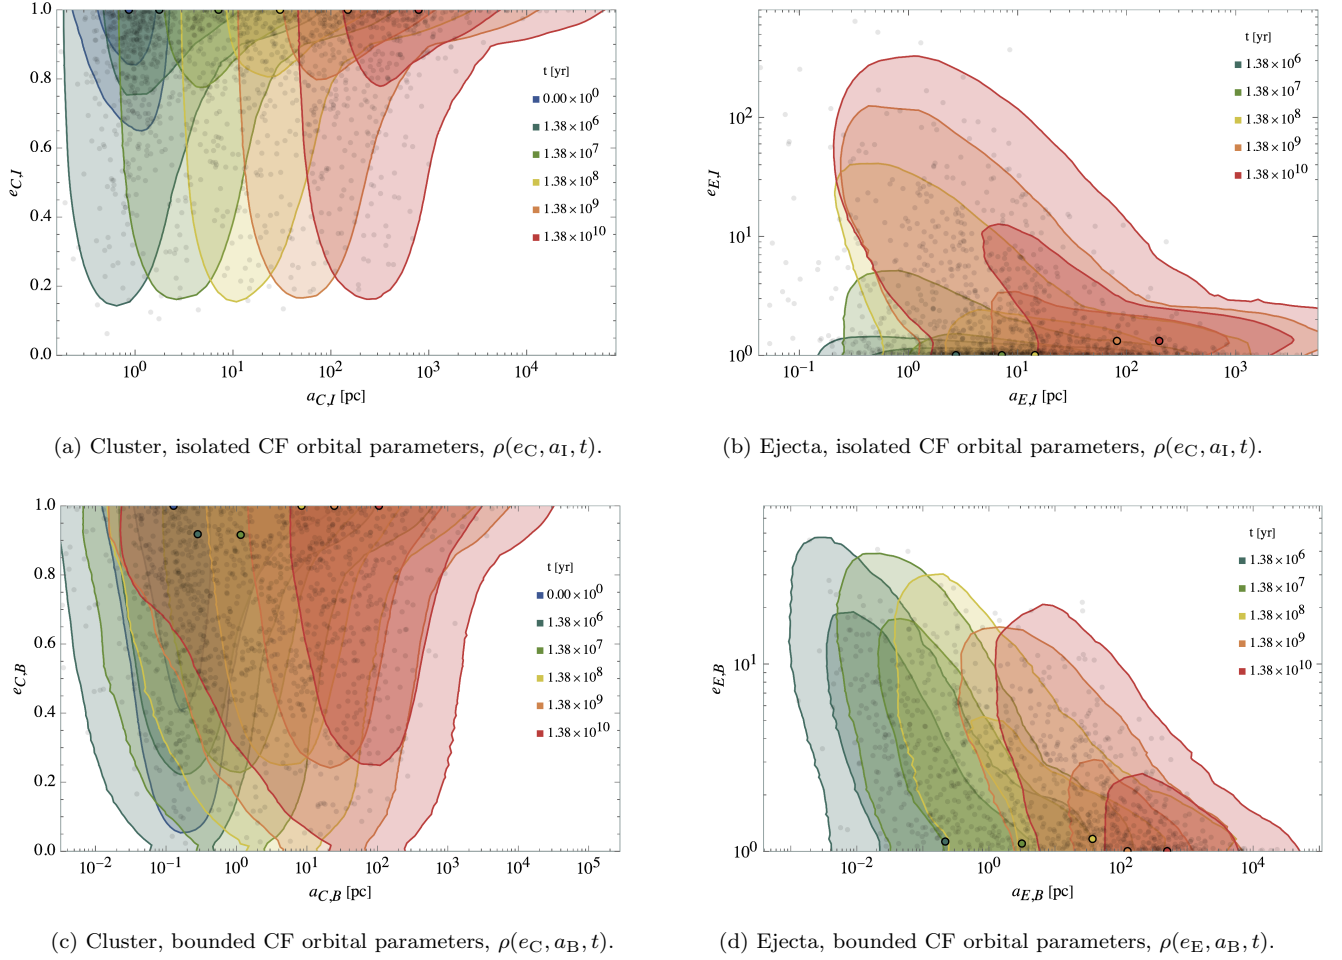 1.0
0.8
0.6
0.4
0.2
0.0
e_{C,I}
t [yr]
0.00×10^0
1.38×10^6
1.38×10^7
1.38×10^8
1.38×10^9
1.38×10^{10}
10^0 10^1 10^2 10^3 10^4
a_{C,I} [pc]
(a) Cluster, isolated CF orbital parameters, ρ(e_C, a_I, t).
10^2
10^1
10^0
e_{E,I}
t [yr]
1.38×10^6
1.38×10^7
1.38×10^8
1.38×10^9
1.38×10^{10}
10^{-1} 10^0 10^1 10^2 10^3
a_{E,I} [pc]
(b) Ejecta, isolated CF orbital parameters, ρ(e_C, a_I, t).
1.0
0.8
0.6
0.4
0.2
0.0
e_{C,B}
t [yr]
0.00×10^0
1.38×10^6
1.38×10^7
1.38×10^8
1.38×10^9
1.38×10^{10}
10^{-2} 10^{-1} 10^0 10^1 10^2 10^3 10^4 10^5
a_{C,B} [pc]
(c) Cluster, bounded CF orbital parameters, ρ(e_C, a_B, t).
10^1
10^0
e_{E,B}
t [yr]
1.38×10^6
1.38×10^7
1.38×10^8
1.38×10^9
1.38×10^{10}
10^{-2} 10^0 10^2 10^4
a_{E,B} [pc]
(d) Ejecta, bounded CF orbital parameters, ρ(e_E, a_B, t).